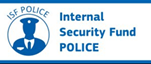 ISF POLICE
Internal
Security Fund
POLICE